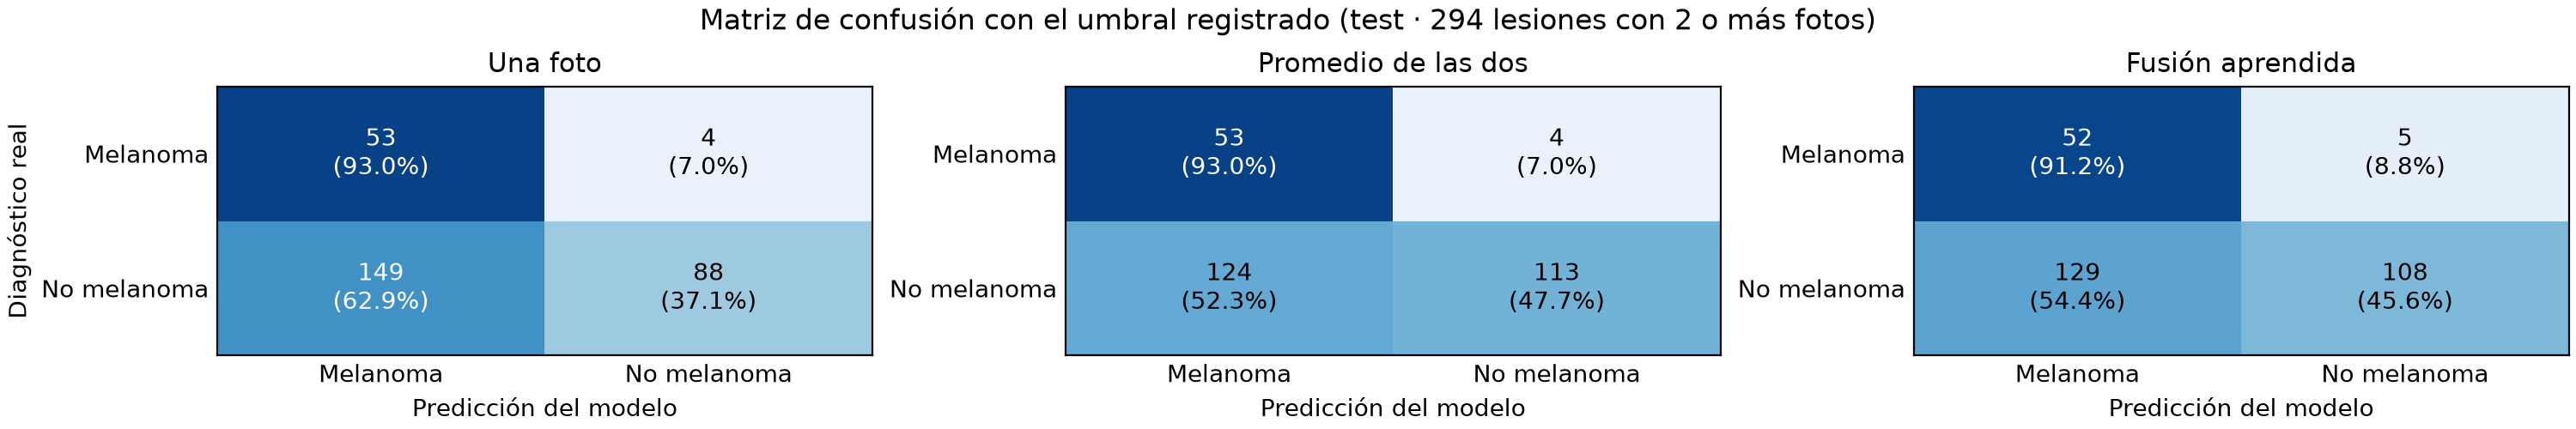 Matriz de confusión con el umbral registrado (test · 294 lesiones con 2 o más fotos)
Una foto
Diagnóstico real
Melanoma
53
(93.0%)
4
(7.0%)
No melanoma
149
(62.9%)
88
(37.1%)
Melanoma
No melanoma
Predicción del modelo
Promedio de las dos
Melanoma
53
(93.0%)
4
(7.0%)
No melanoma
124
(52.3%)
113
(47.7%)
Melanoma
No melanoma
Predicción del modelo
Fusión aprendida
Melanoma
52
(91.2%)
5
(8.8%)
No melanoma
129
(54.4%)
108
(45.6%)
Melanoma
No melanoma
Predicción del modelo